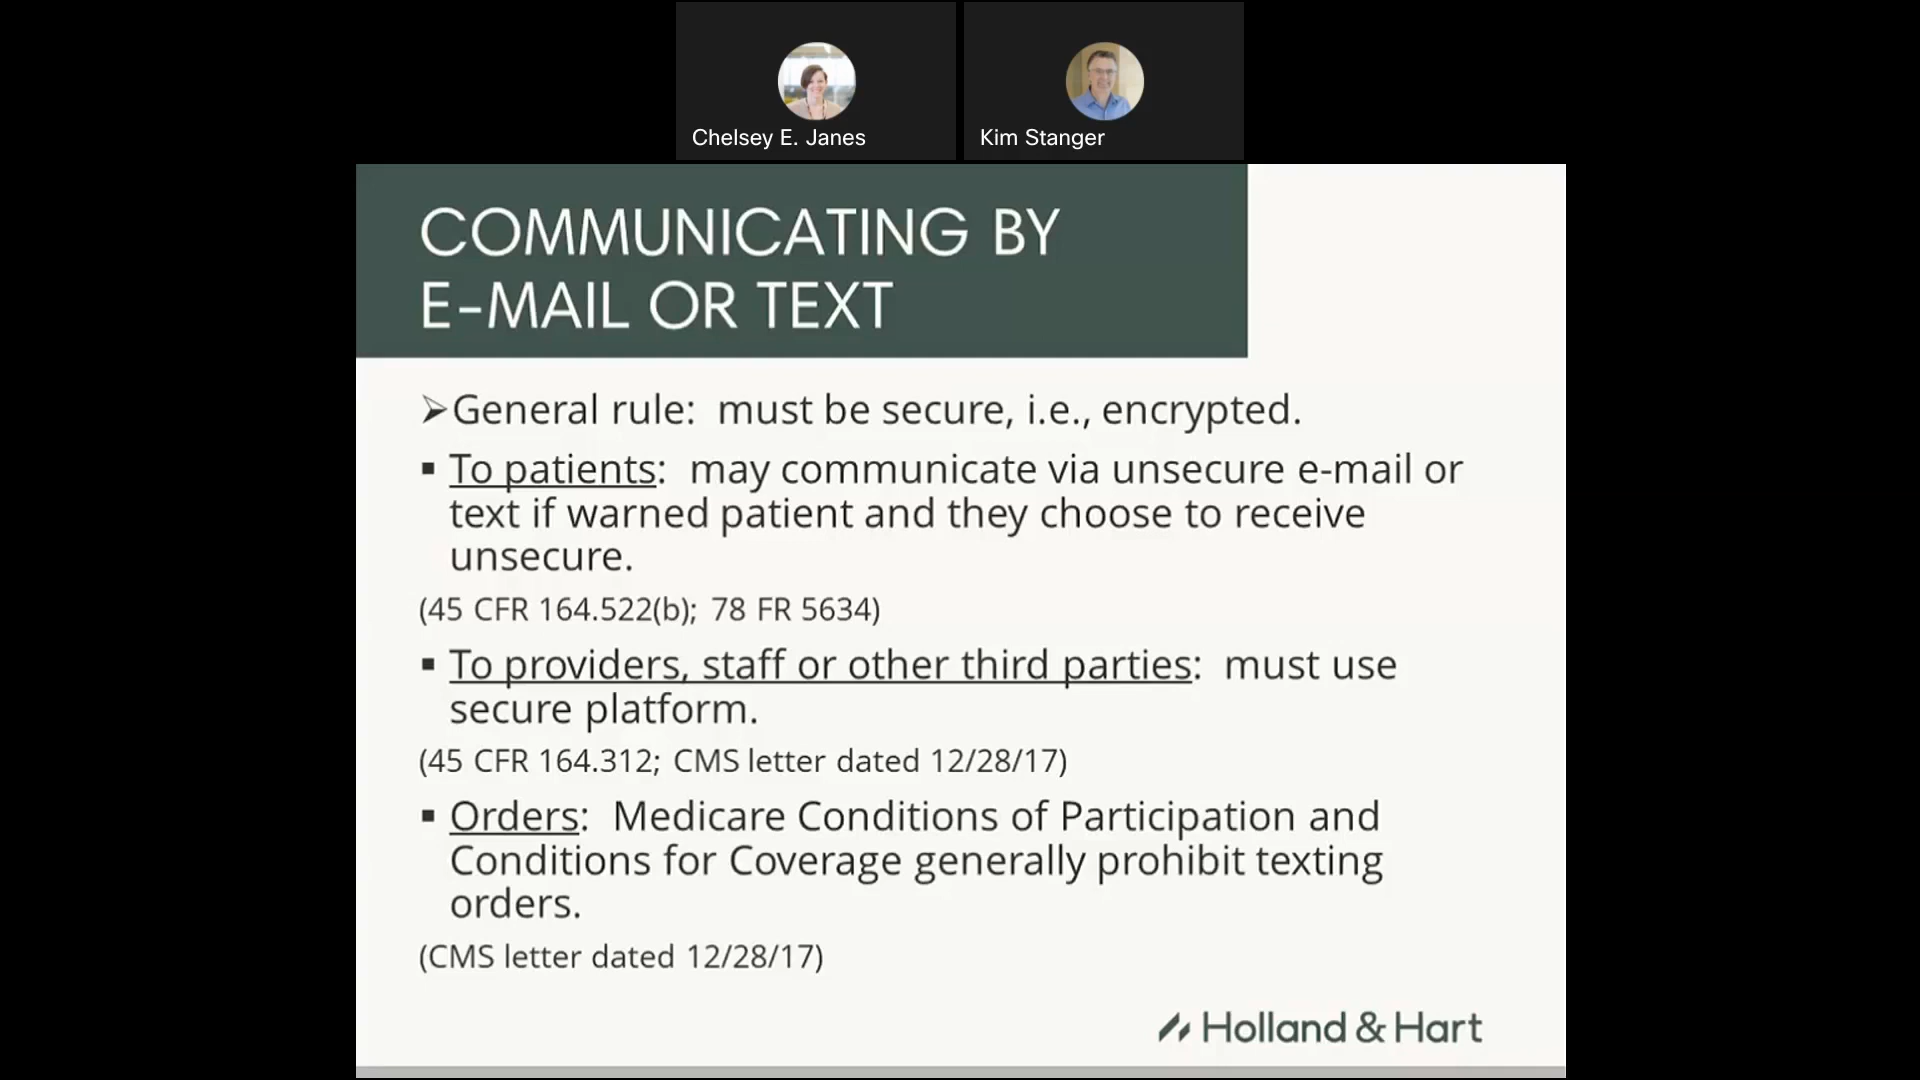 Chelsey E. Janes
Kim Stanger
COMMUNICATING BY
E-MAIL OR TEXT
➢General rule:  must be secure, i.e., encrypted.
▪ To patients:  may communicate via unsecure e-mail or
text if warned patient and they choose to receive
unsecure.
(45 CFR 164.522(b);  78 FR 5634)
▪ To providers, staff or other third parties:  must use
secure platform.
(45 CFR 164.312;  CMS letter dated 12/28/17)
▪ Orders:  Medicare Conditions of Participation and
Conditions for Coverage generally prohibit texting
orders.
(CMS letter dated 12/28/17)
Holland & Hart